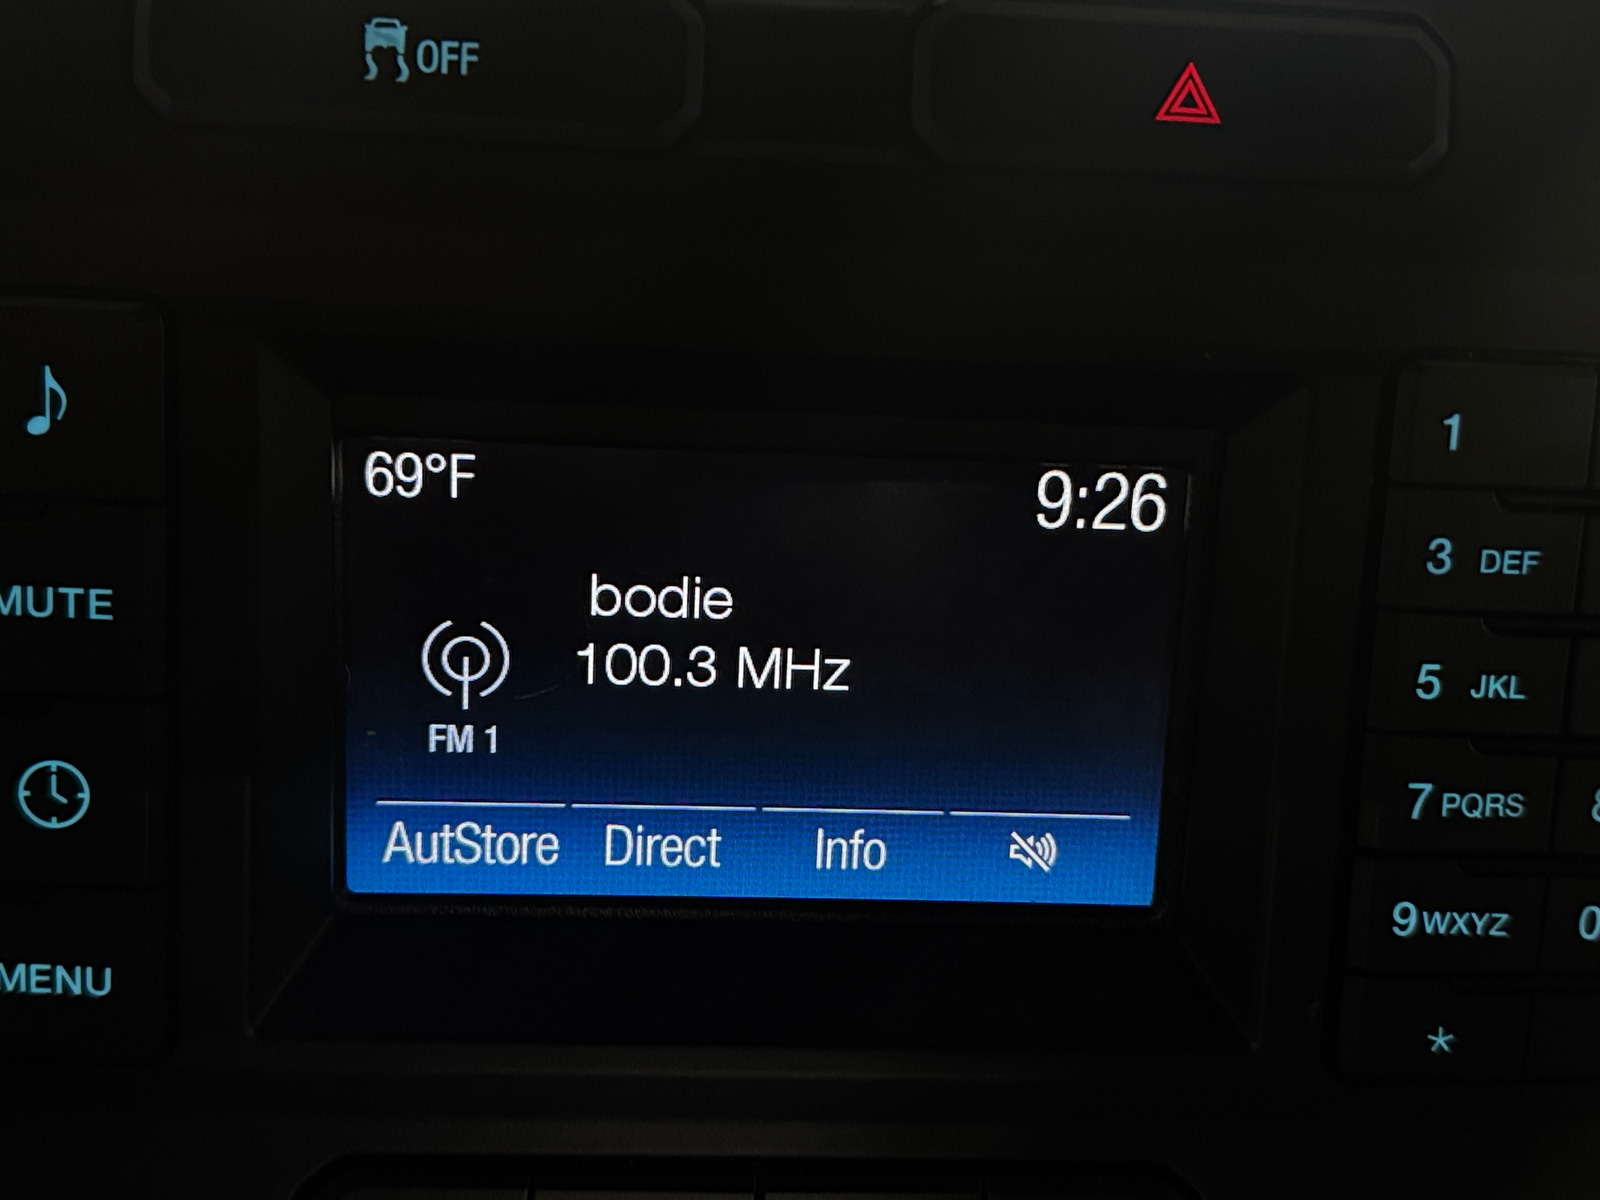 OFF
69°F
9:26
bodie
100.3 MHz
FM 1
AutStore Direct Info
MUTE
MENU
1
3 DEF
5 JKL
7 PQRS
9 WXYZ
0
*